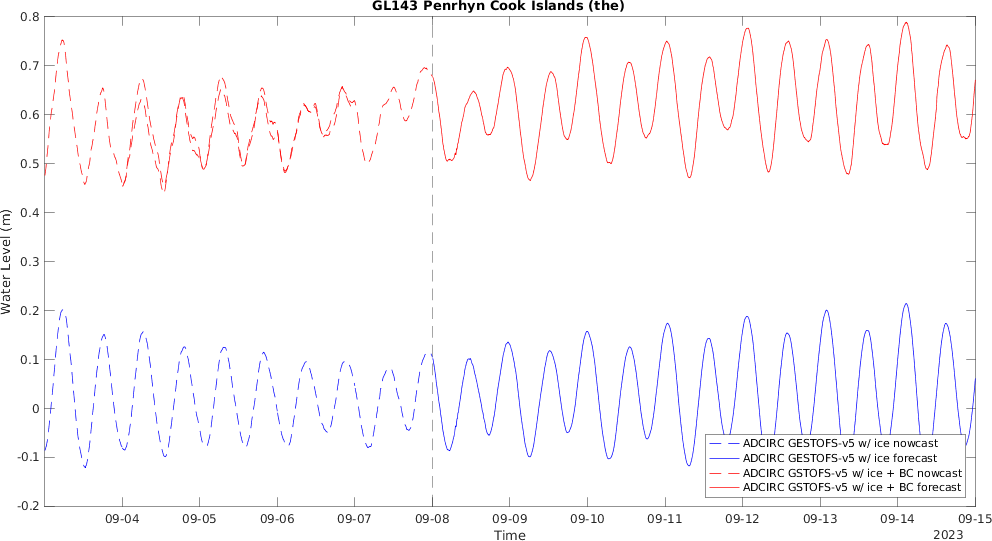 GL143 Penrhyn Cook Islands (the)
0.8
0.7
0.6
0.5
0.4
0.3
0.2
0.1
0
-0.1
-0.2
Water Level (m)
ADCIRC GESTOFS-v5 w/ ice nowcast
ADCIRC GESTOFS-v5 w/ ice forecast
ADCIRC GSTOFS-v5 w/ ice + BC nowcast
ADCIRC GSTOFS-v5 w/ ice + BC forecast
09-04 09-05 09-06 09-07 09-08 09-09 09-10 09-11 09-12 09-13 09-14 09-15
Time
2023